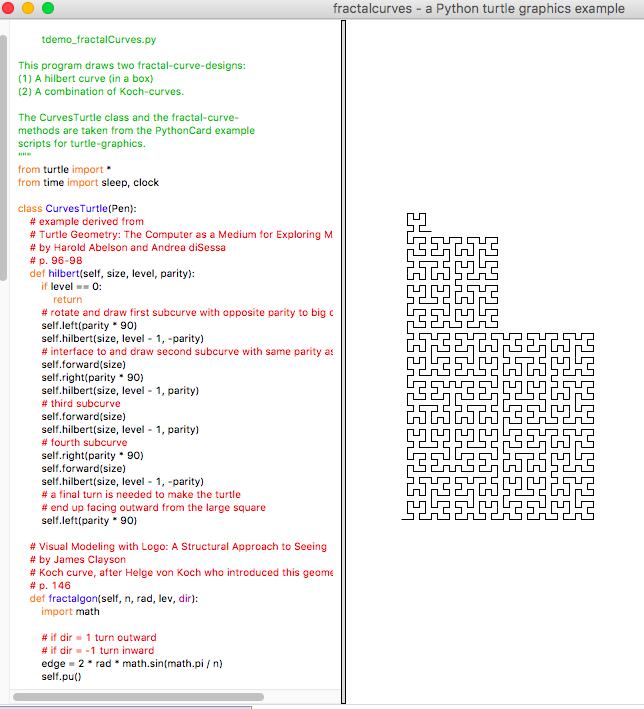 fractalcurves - a Python turtle graphics example
tdemo_fractalCurves.py
This program draws two fractal-curve-designs:
(1) A hilbert curve (in a box)
(2) A combination of Koch-curves.
The CurvesTurtle class and the fractal-curve-
methods are taken from the PythonCard example
scripts for turtle-graphics.
"""
from turtle import *
from time import sleep, clock
class CurvesTurtle(Pen):
# example derived from
# Turtle Geometry: The Computer as a Medium for Exploring M
# by Harold Abelson and Andrea diSessa
# p. 96-98
def hilbert(self, size, level, parity):
if level == 0:
return
# rotate and draw first subcurve with opposite parity to big c
self.left(parity * 90)
self.hilbert(size, level - 1, -parity)
# interface to and draw second subcurve with same parity as
self.forward(size)
self.right(parity * 90)
self.hilbert(size, level - 1, parity)
# third subcurve
self.forward(size)
self.hilbert(size, level - 1, parity)
# fourth subcurve
self.right(parity * 90)
self.forward(size)
self.hilbert(size, level - 1, -parity)
# a final turn is needed to make the turtle
# end up facing outward from the large square
self.left(parity * 90)
# Visual Modeling with Logo: A Structural Approach to Seeing
# by James Clayson
# Koch curve, after Helge von Koch who introduced this geome
# p. 146
def fractalgon(self, n, rad, lev, dir):
import math
# if dir = 1 turn outward
# if dir = -1 turn inward
edge = 2 * rad * math.sin(math.pi / n)
self.pu()